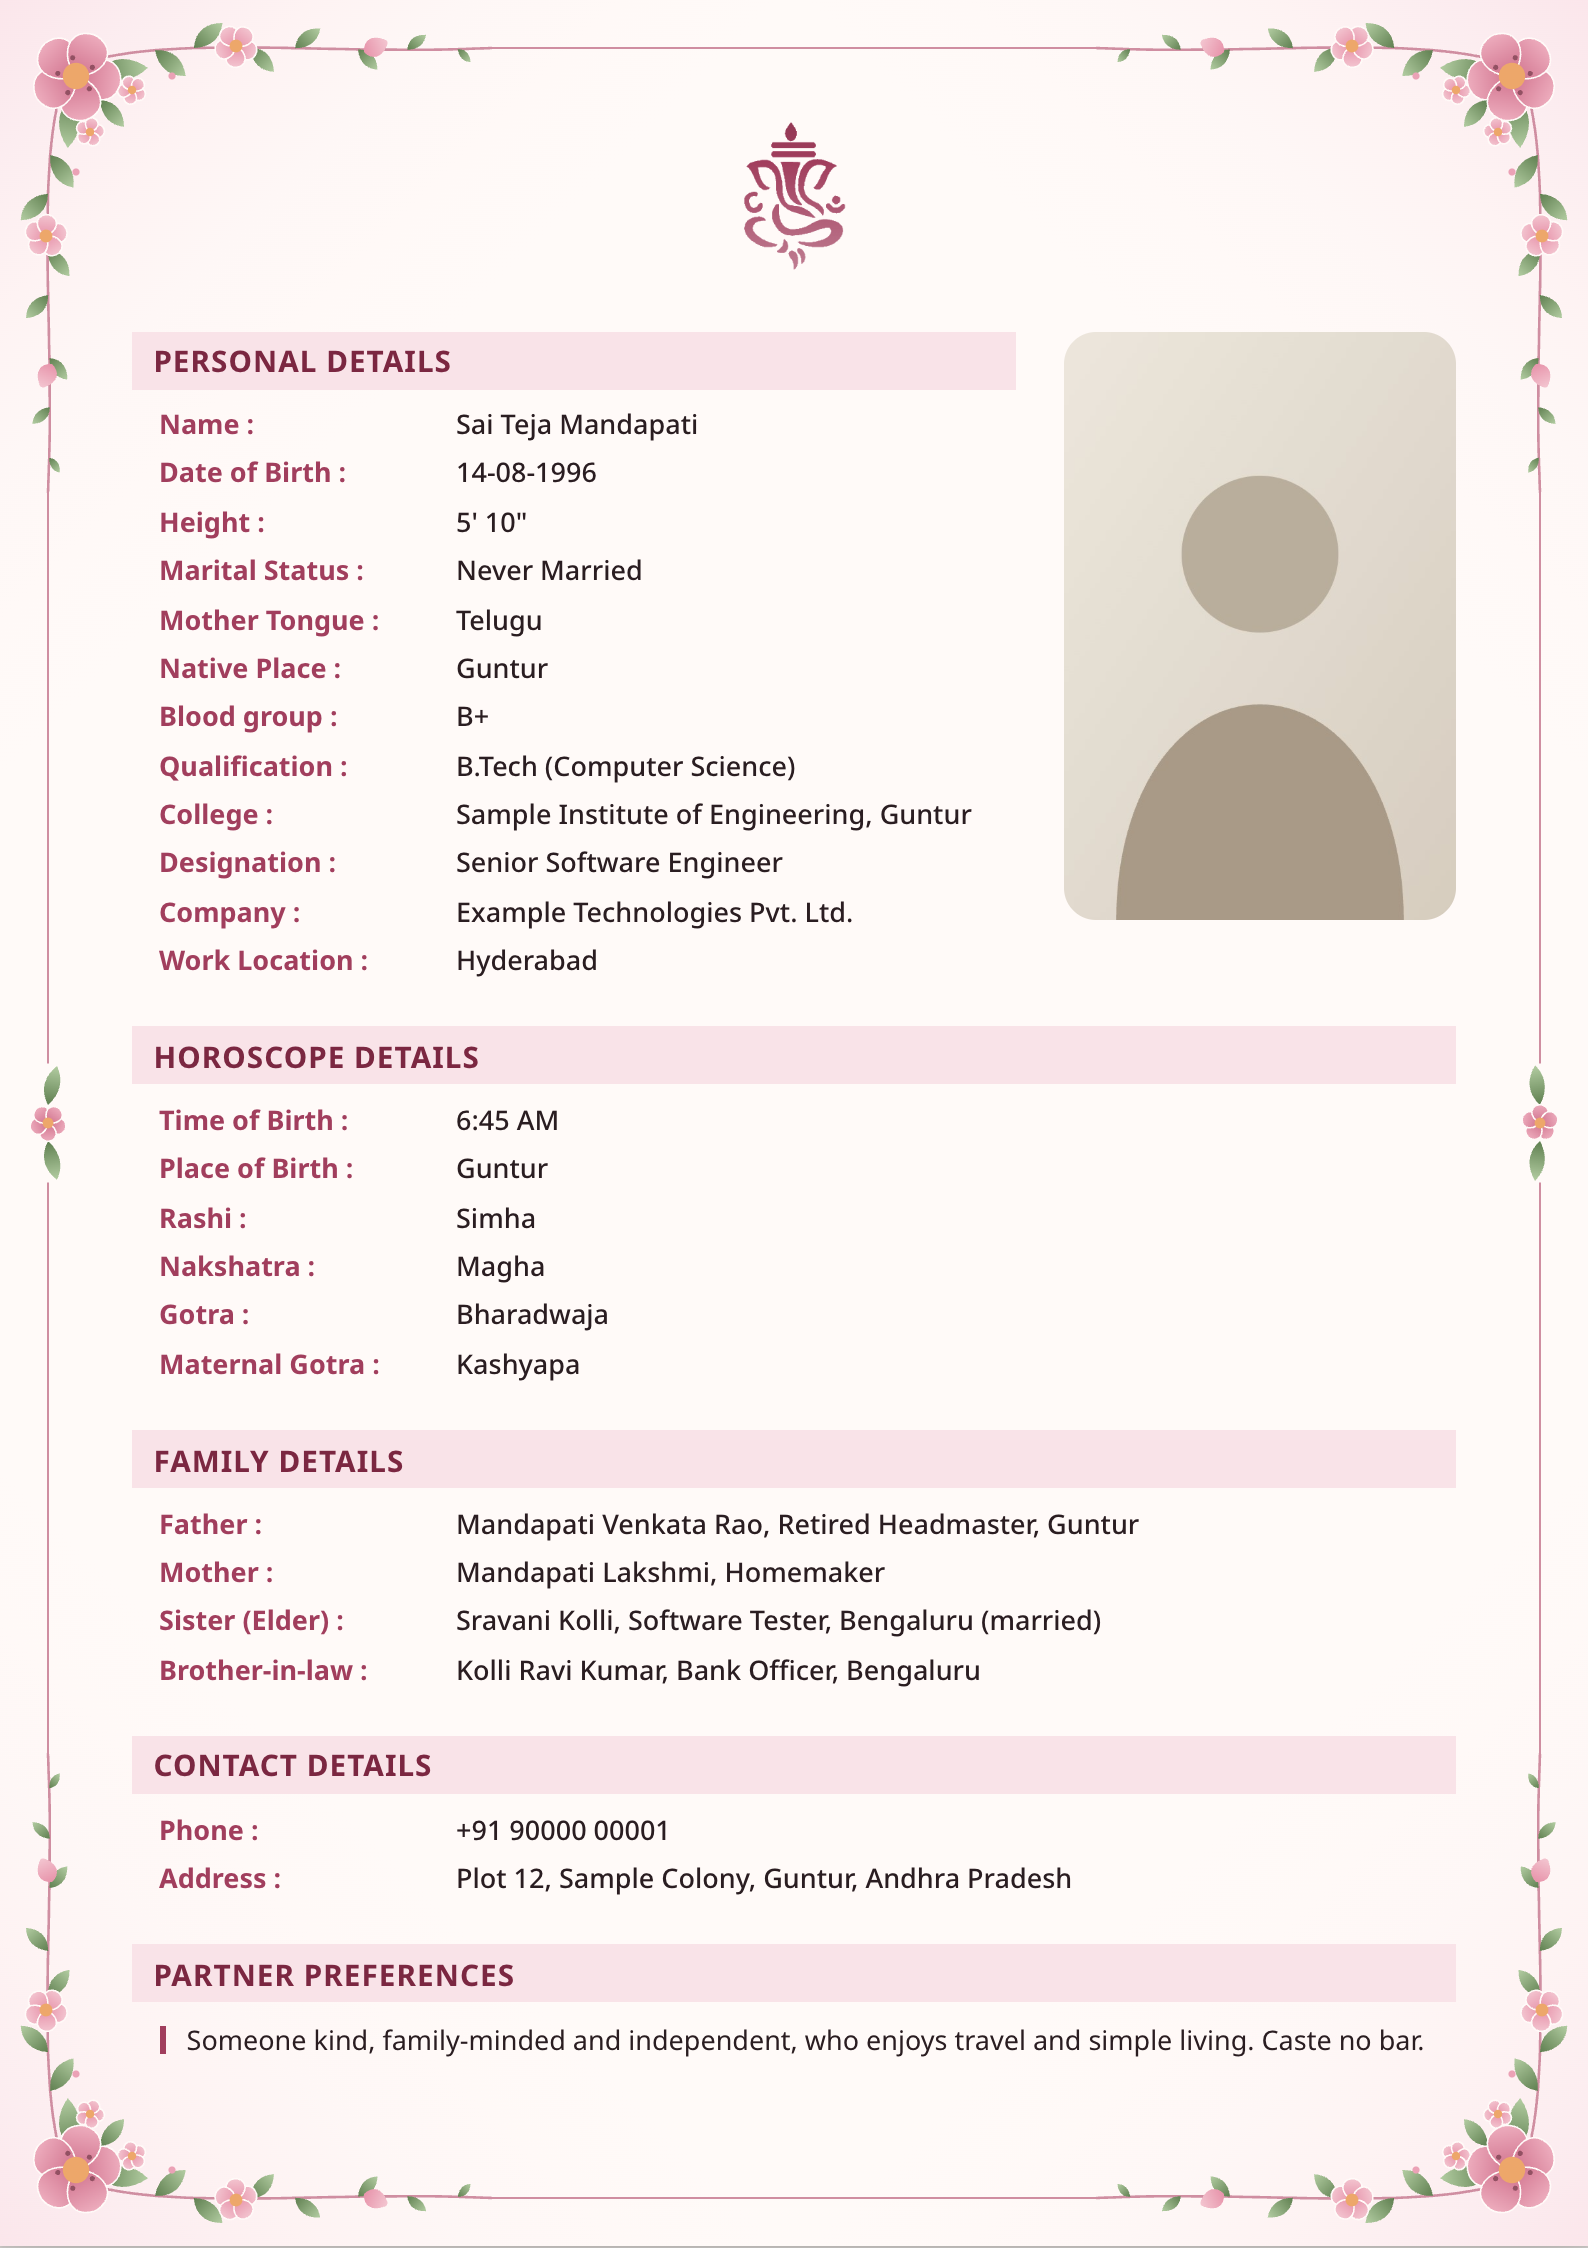 PERSONAL DETAILS
Name : Sai Teja Mandapati
Date of Birth : 14-08-1996
Height : 5' 10"
Marital Status : Never Married
Mother Tongue : Telugu
Native Place : Guntur
Blood group : B+
Qualification : B.Tech (Computer Science)
College : Sample Institute of Engineering, Guntur
Designation : Senior Software Engineer
Company : Example Technologies Pvt. Ltd.
Work Location : Hyderabad
HOROSCOPE DETAILS
Time of Birth : 6:45 AM
Place of Birth : Guntur
Rashi : Simha
Nakshatra : Magha
Gotra : Bharadwaja
Maternal Gotra : Kashyapa
FAMILY DETAILS
Father : Mandapati Venkata Rao, Retired Headmaster, Guntur
Mother : Mandapati Lakshmi, Homemaker
Sister (Elder) : Sravani Kolli, Software Tester, Bengaluru (married)
Brother-in-law : Kolli Ravi Kumar, Bank Officer, Bengaluru
CONTACT DETAILS
Phone : +91 90000 00001
Address : Plot 12, Sample Colony, Guntur, Andhra Pradesh
PARTNER PREFERENCES
Someone kind, family-minded and independent, who enjoys travel and simple living. Caste no bar.